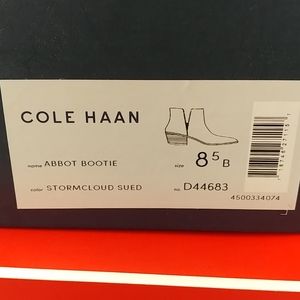 COLE HAAN
name ABBOT BOOTIE
size 8 5 B
color STORMCLOUD SUED
no. D44683
4500334074